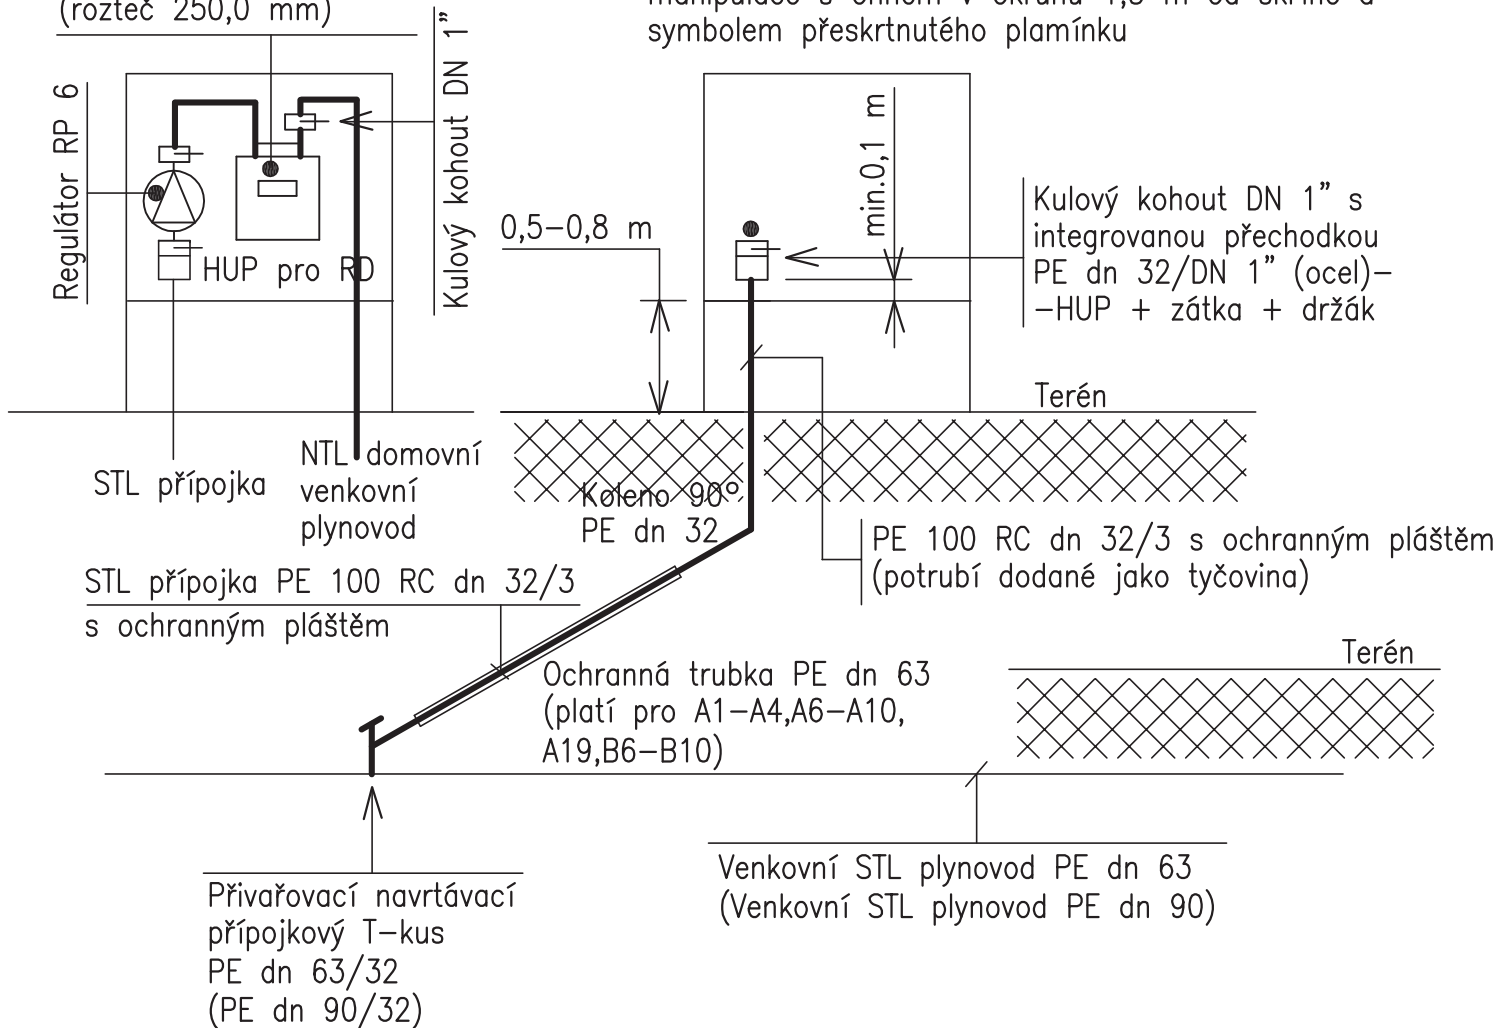 (rozteč 250,0 mm)
symbolem přeskrtnutého plamínku
Regulátor RP 6
HUP pro RD
Kulový kohout DN 1”
0,5–0,8 m
min.0,1 m
Kulový kohout DN 1” s
integrovanou přechodkou
PE dn 32/DN 1” (ocel)–
–HUP + zátka + držák
Terén
STL přípojka
NTL domovní
venkovní
plynovod
Koleno 90°
PE dn 32
PE 100 RC dn 32/3 s ochranným pláštěm
(potrubí dodané jako tyčovina)
STL přípojka PE 100 RC dn 32/3
s ochranným pláštěm
Ochranná trubka PE dn 63
(platí pro A1–A4,A6–A10,
A19,B6–B10)
Terén
Venkovní STL plynovod PE dn 63
(Venkovní STL plynovod PE dn 90)
Přivařovací navrtávací
přípojkový T–kus
PE dn 63/32
(PE dn 90/32)